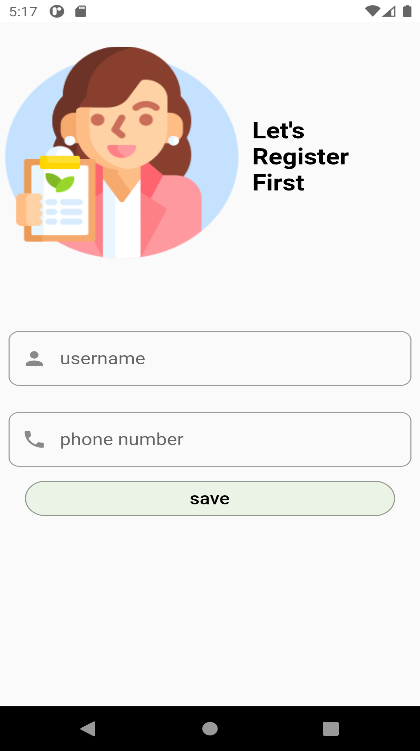 5:17
Let's
Register
First
username
phone number
save